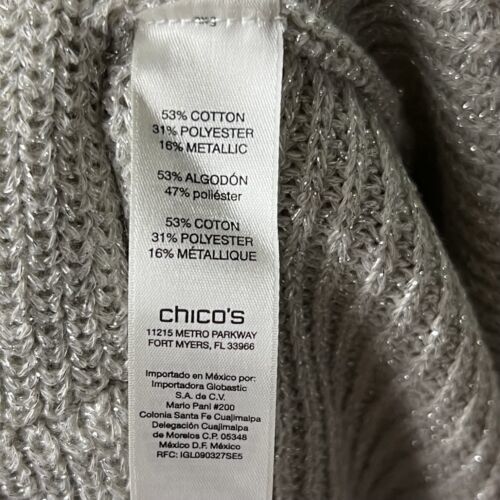 53% COTTON
31% POLYESTER
16% METALLIC
53% ALGODÓN
47% poliéster
53% COTON
31% POLYESTER
16% MÉTALLIQUE
chico's
11215 METRO PARKWAY
FORT MYERS, FL 33966
Importado en México por:
Importadora Globastic
S.A. de C.V.
Mario Pani #200
Colonia Santa Fe Cuajimalpa
Delegación Cuajimalpa
de Morelos C.P. 05348
México D.F. México
RFC: IGL090327SE5